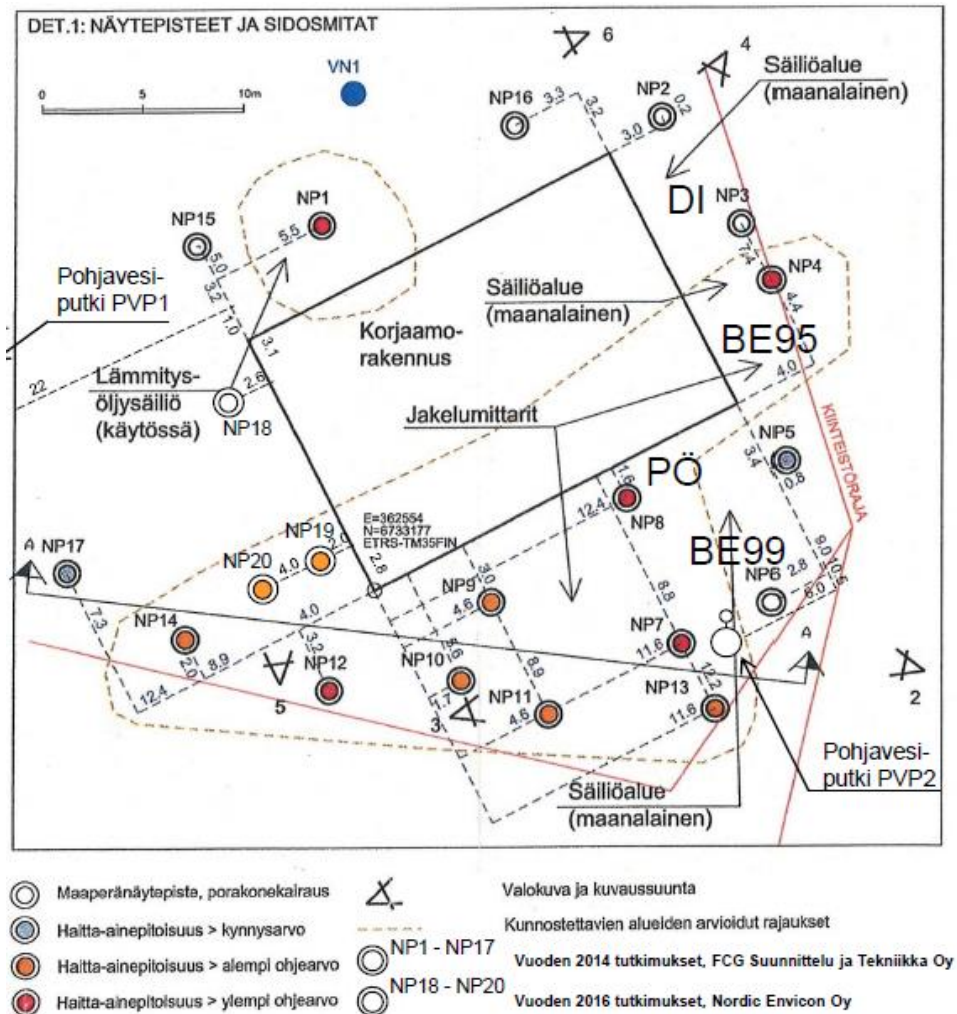 DET.1: NÄYTEPISTEET JA SIDOSMITAT
0 5 10m
VN1
6
4
Säiliöalue
(maanalainen)
NP16
3.3
3.2
NP2
0.2
3.0
DI
NP3
7.4
NP1
5.5
NP15
5.0
3.2
1.0
Pohjavesi-
putki PVP1
NP4
4.4
Säiliöalue
(maanalainen)
BE95
4.0
3.1
Korjaamo-
rakennus
22
Lämmitys-
öljysäiliö
(käytössä)
2.6
NP18
Jakelumittarit
KIINTEISTÖRAJA
NP5
3.4
0.8
PÖ
1.6
12.4
NP8
E=362554
N=6733177
ETRS-TM35FIN
NP19
2.0
2.8
NP20
4.0
A
NP17
7.3
BE99
NP6
2.8
9.0
10.5
6.0
3.0
NP9
4.6
8.8
4.0
NP14
2.0
8.9
12.4
3.2
NP12
5
5.6
NP10
1.7
3
8.9
NP11
4.6
NP7
11.6
12.2
NP13
11.6
A
2
Säiliöalue
(maanalainen)
Pohjavesi-
putki PVP2
Maaperänäytepiste, porakonekairaus
Haitta-ainepitoisuus > kynnysarvo
Haitta-ainepitoisuus > alempi ohjearvo
Haitta-ainepitoisuus > ylempi ohjearvo
Valokuva ja kuvaussuunta
Kunnostettavien alueiden arvioidut rajaukset
NP1 - NP17
Vuoden 2014 tutkimukset, FCG Suunnittelu ja Tekniikka Oy
NP18 - NP20
Vuoden 2016 tutkimukset, Nordic Envicon Oy